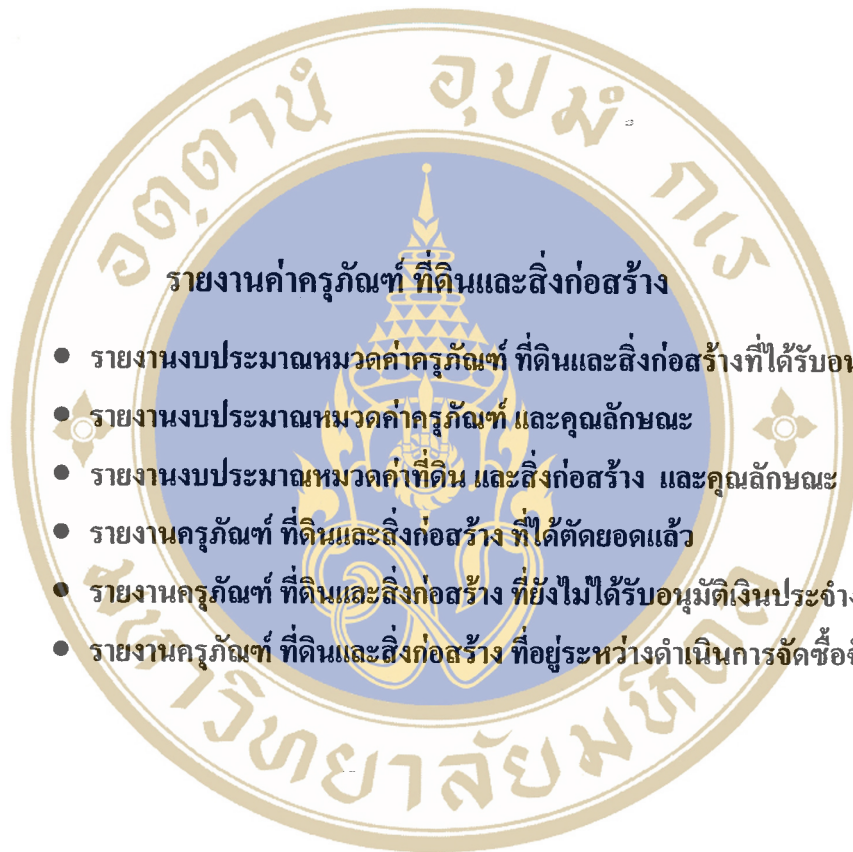 อตฺตานํ อุปมํ กเร
รายงานค่าครุภัณฑ์ ที่ดินและสิ่งก่อสร้าง
● รายงานงบประมาณหมวดค่าครุภัณฑ์ ที่ดินและสิ่งก่อสร้างที่ได้รับอน
● รายงานงบประมาณหมวดค่าครุภัณฑ์ และคุณลักษณะ
● รายงานงบประมาณหมวดค่าที่ดิน และสิ่งก่อสร้าง และคุณลักษณะ
● รายงานครุภัณฑ์ ที่ดินและสิ่งก่อสร้าง ที่ได้ตัดยอดแล้ว
● รายงานครุภัณฑ์ ที่ดินและสิ่งก่อสร้าง ที่ยังไม่ได้รับอนุมัติเงินประจำง
● รายงานครุภัณฑ์ ที่ดินและสิ่งก่อสร้าง ที่อยู่ระหว่างดำเนินการจัดซื้อจ
มหาวิทยาลัยมหิดล